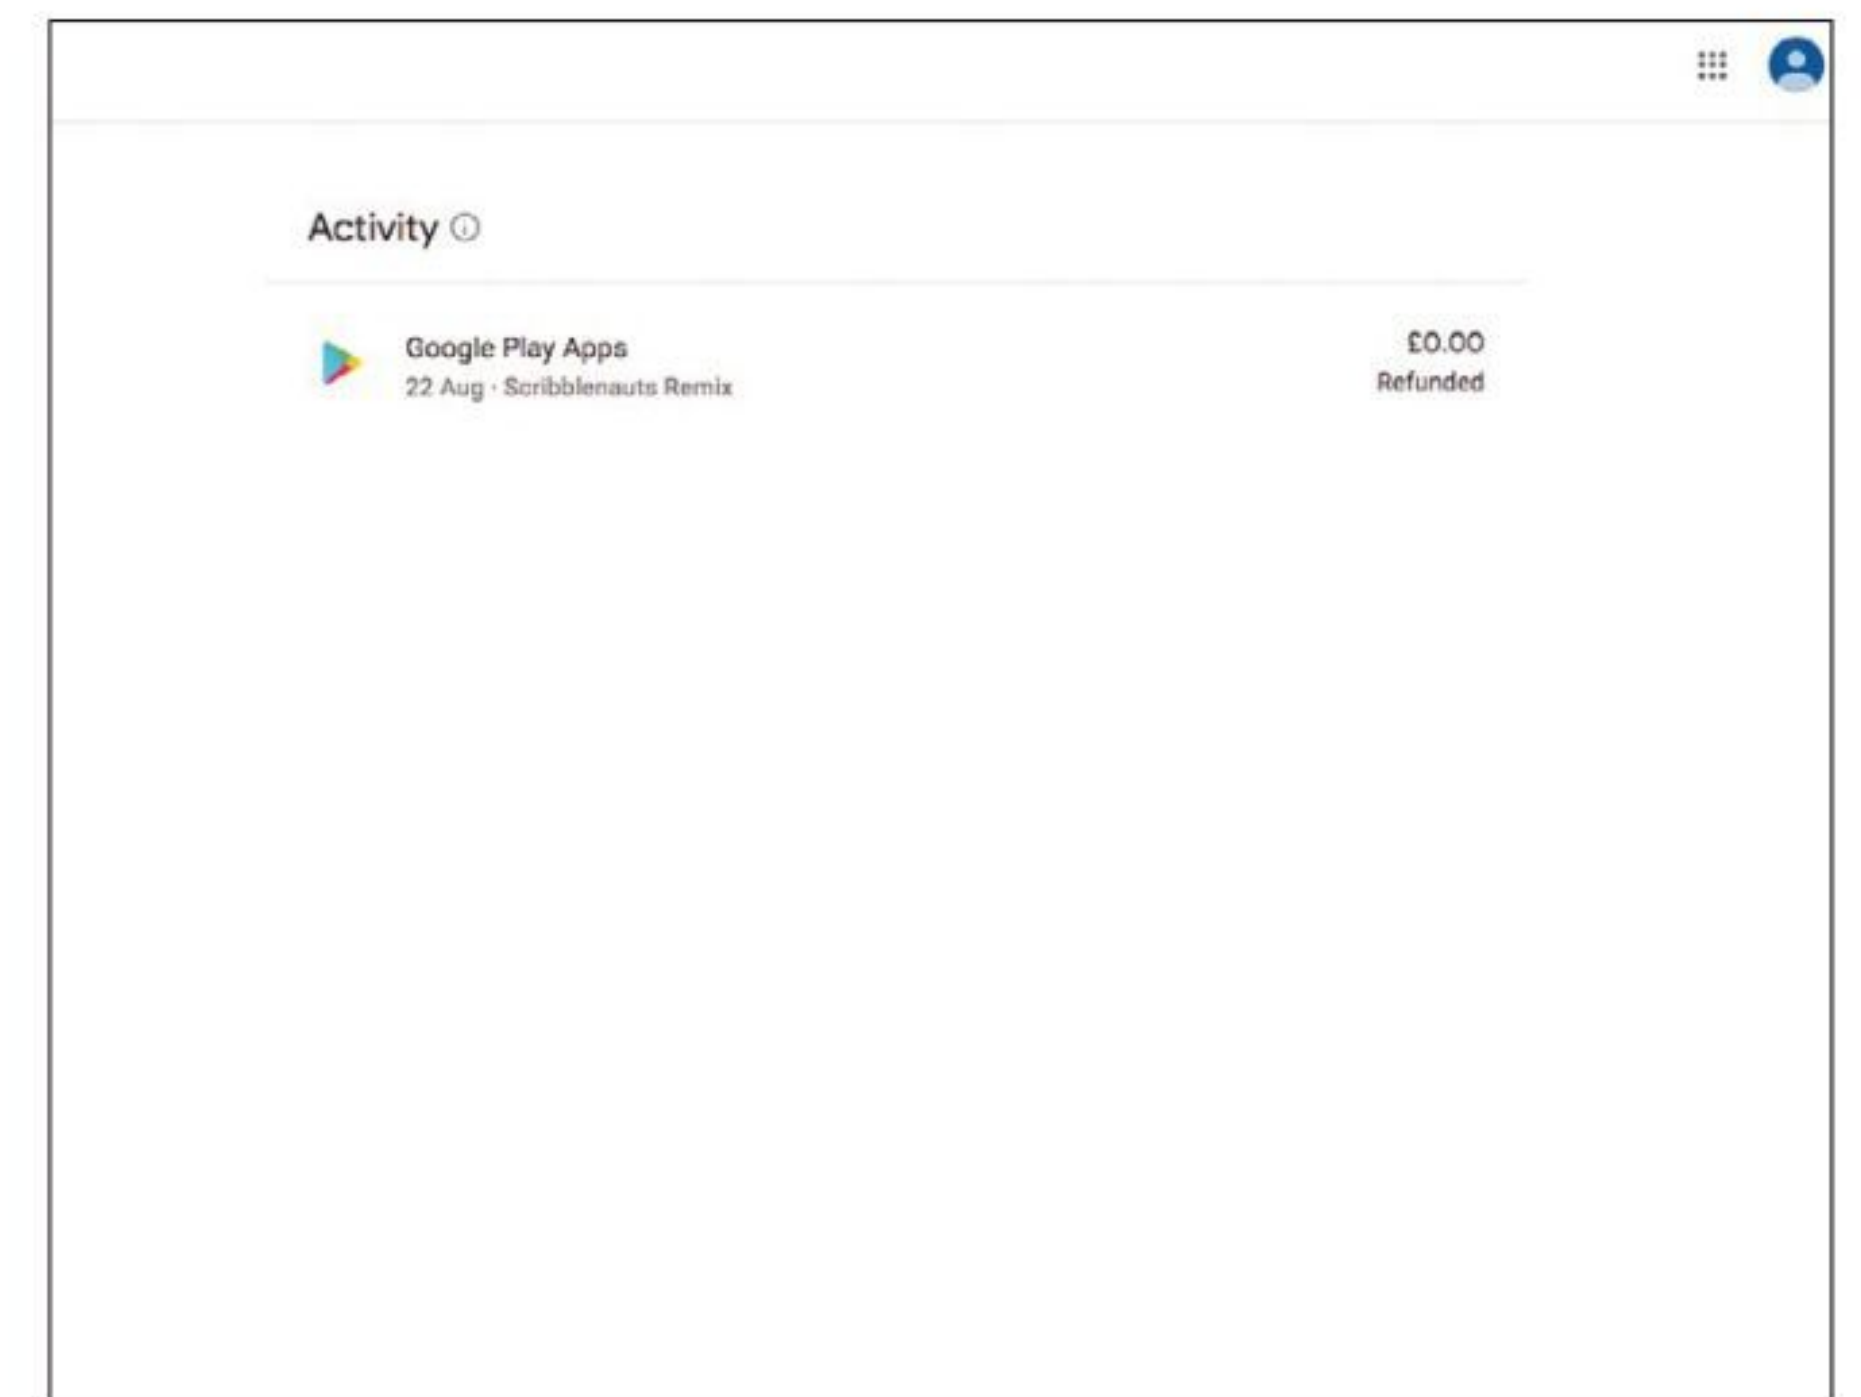 Activity
Google Play Apps
£0.00
22 Aug · Scribblenauts Remix
Refunded